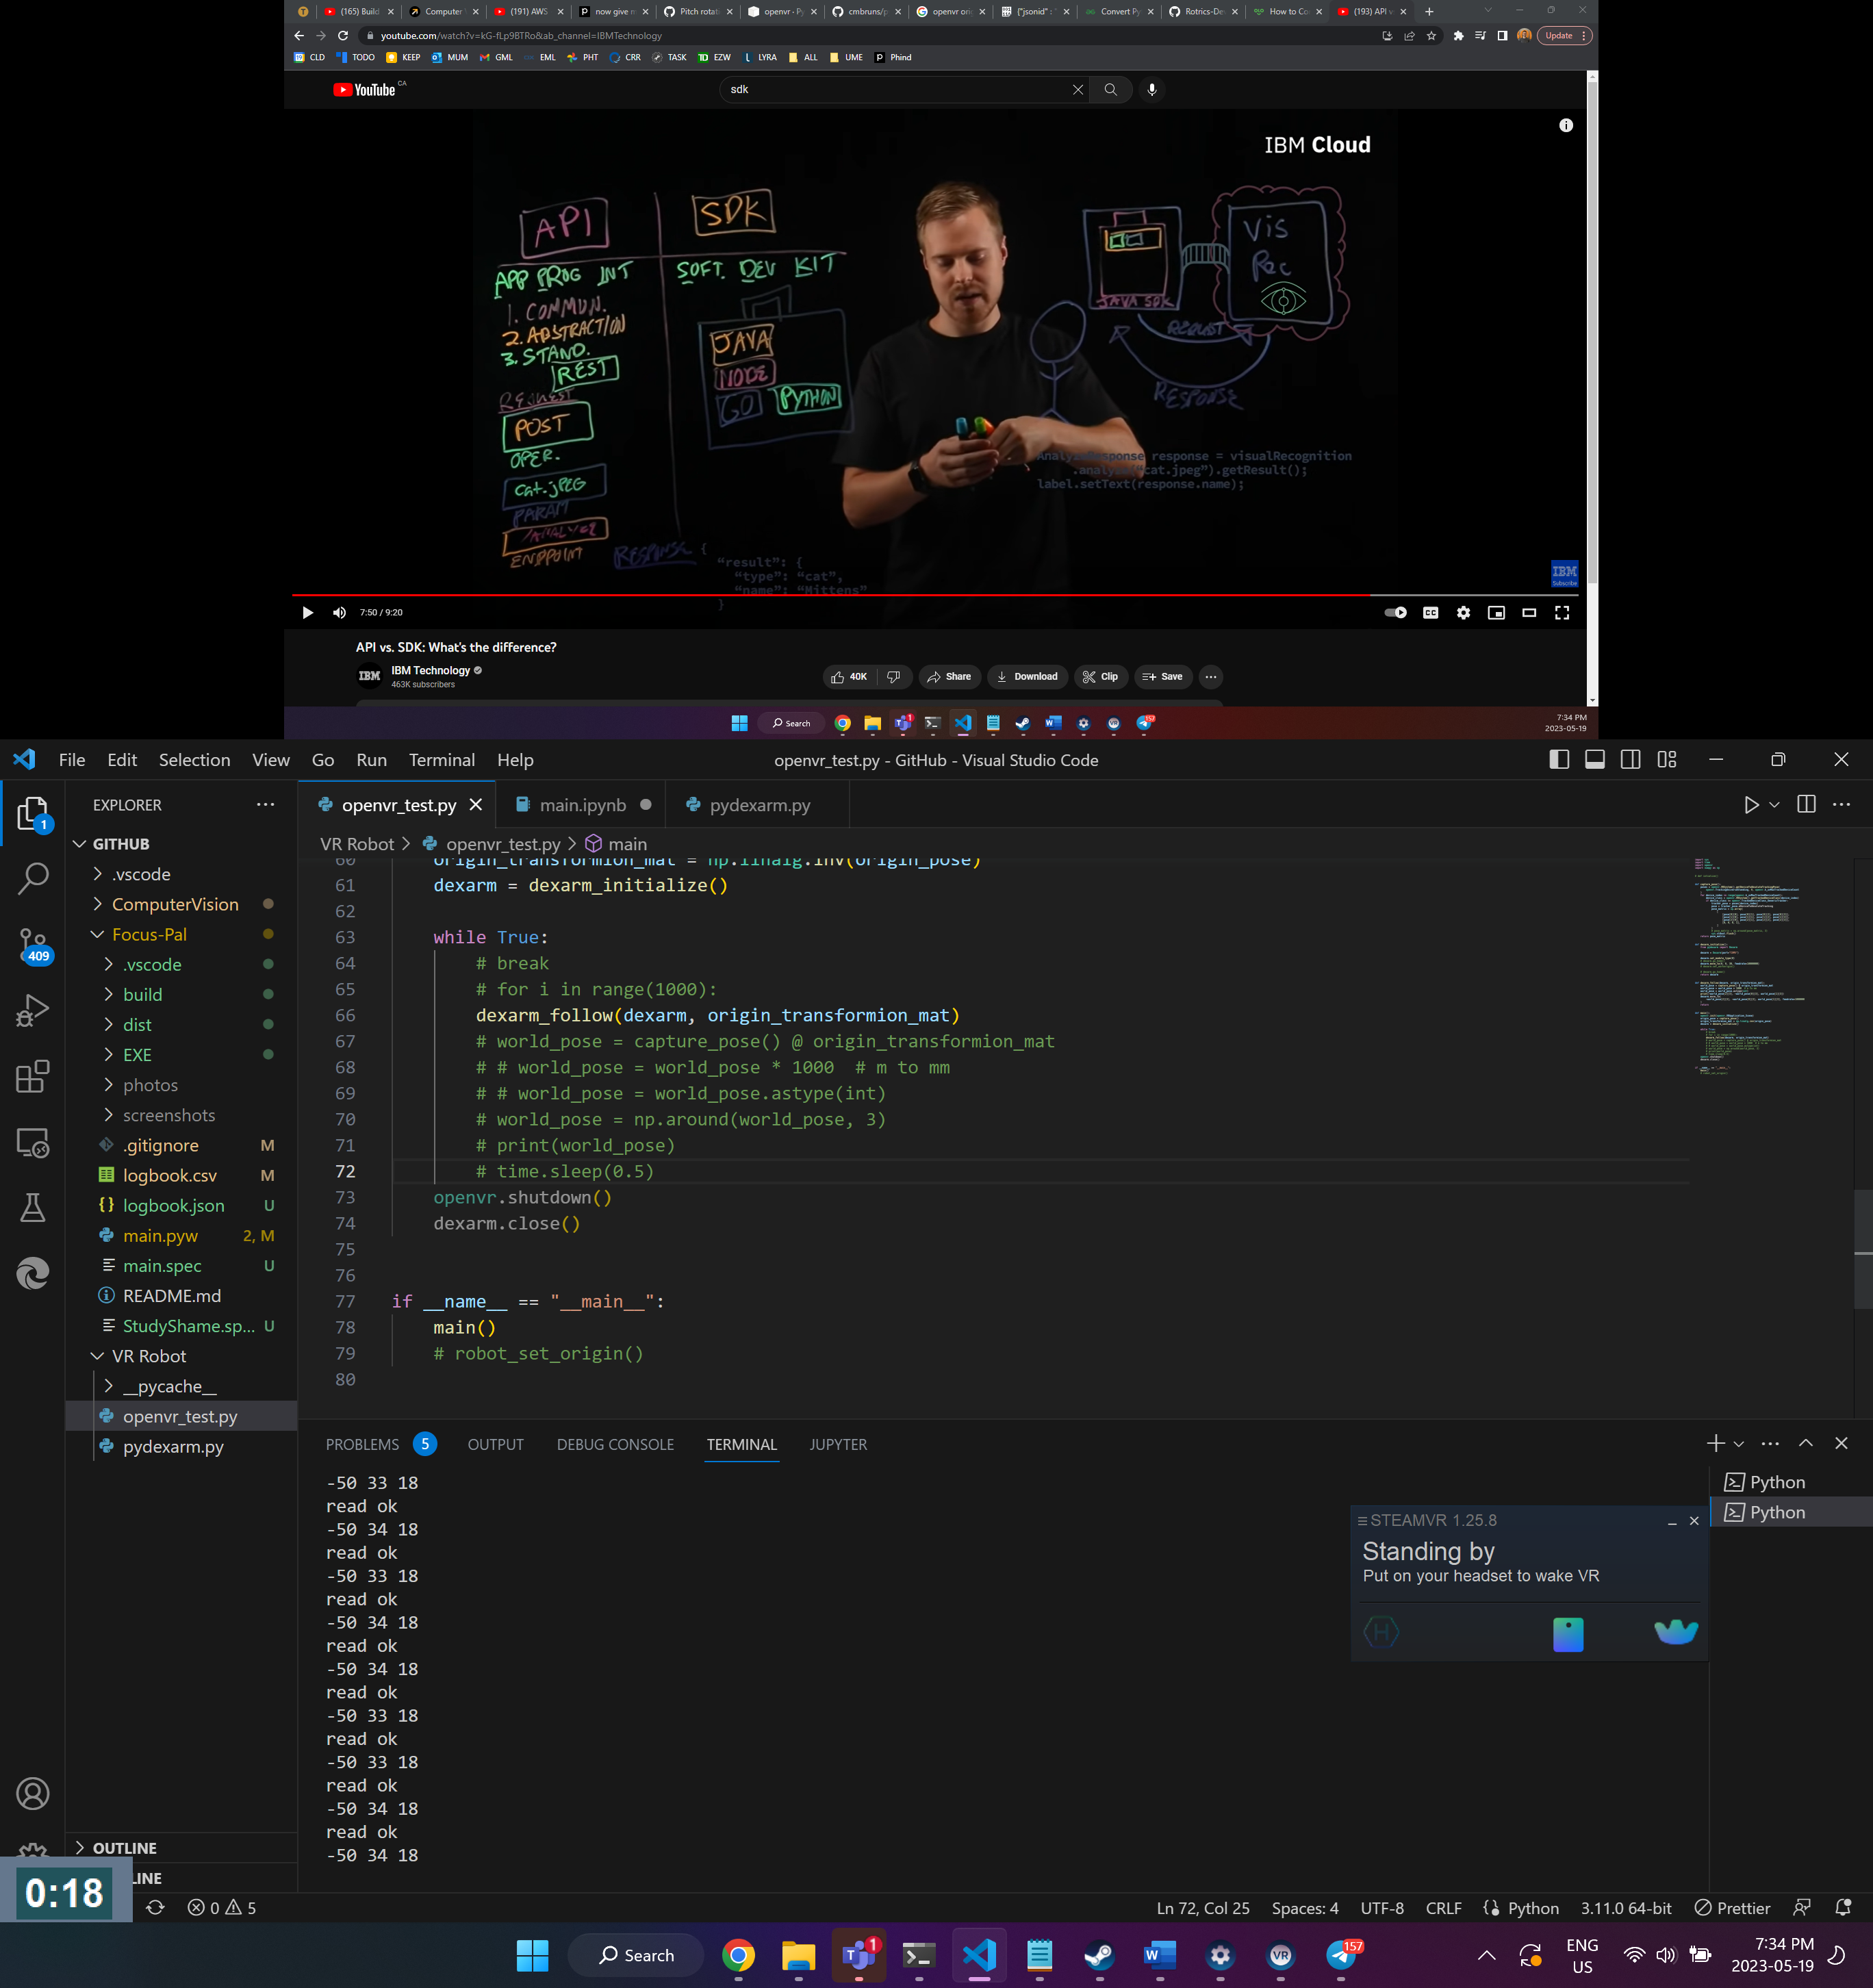 (165) Build
Computer
(191) AWS
now give m
Pitch rotat
openvr · Py
cmbruns/p
openvr orig
{"jsonid" : "
Convert Py
Rotrics-De
How to Co
(193) API v
youtube.com/watch?v=kG-fLp9BTRo&ab_channel=IBMTechnology
Update
CLD TODO KEEP MUM GML EML PHT CRR TASK EZW LYRA ALL UME Phind
YouTube CA
sdk
IBM Cloud
API
SDK
APP PROG INT
SOFT. DEV KIT
1. COMMUN.
2. ABSTRACTION
3. STAND.
REST
REQUEST
POST
OPER.
cat.jPEG
PARAM
/ANALYZE
ENDPOINT
RESPONSE {
"result": {
"type": "cat",
"name": "Mittens"
}
JAVA
NODE
GO PYTHON
JAVA SDK
Vis
Rec
REQUEST
RESPONSE
response = visualRecognition
"cat.jpeg").getResult();
label.setText(response.name);
IBM
Subscribe
7:50 / 9:20
API vs. SDK: What's the difference?
IBM
IBM Technology
463K subscribers
40K Share Download Clip Save
Search
7:34 PM
2023-05-19
File Edit Selection View Go Run Terminal Help
openvr_test.py - GitHub - Visual Studio Code
EXPLORER
1
409
GITHUB
.vscode
ComputerVision
Focus-Pal
.vscode
build
dist
EXE
photos
screenshots
.gitignore M
logbook.csv M
logbook.json U
main.pyw 2, M
main.spec U
README.md
StudyShame.sp... U
VR Robot
__pycache__
openvr_test.py
pydexarm.py
OUTLINE
LINE
openvr_test.py main.ipynb pydexarm.py
VR Robot > openvr_test.py > main
60 origin_transformion_mat = np.linalg.inv(origin_pose)
61 dexarm = dexarm_initialize()
62
63 while True:
64 # break
65 # for i in range(1000):
66 dexarm_follow(dexarm, origin_transformion_mat)
67 # world_pose = capture_pose() @ origin_transformion_mat
68 # # world_pose = world_pose * 1000 # m to mm
69 # # world_pose = world_pose.astype(int)
70 # world_pose = np.around(world_pose, 3)
71 # print(world_pose)
72 # time.sleep(0.5)
73 openvr.shutdown()
74 dexarm.close()
75
76
77 if __name__ == "__main__":
78 main()
79 # robot_set_origin()
80
PROBLEMS 5 OUTPUT DEBUG CONSOLE TERMINAL JUPYTER
-50 33 18
read ok
-50 34 18
read ok
-50 33 18
read ok
-50 34 18
read ok
-50 34 18
read ok
-50 33 18
read ok
-50 33 18
read ok
-50 34 18
read ok
-50 34 18
Python
Python
STEAMVR 1.25.8
Standing by
Put on your headset to wake VR
0:18
0 5
Ln 72, Col 25 Spaces: 4 UTF-8 CRLF Python 3.11.0 64-bit Prettier
Search
1
157
ENG
US
7:34 PM
2023-05-19